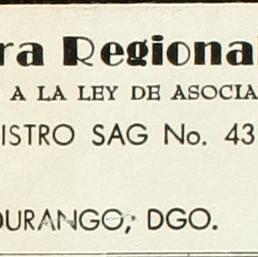 ra Regional
A LA LEY DE ASOCIA
ISTRO SAG No. 43
DURANGO, DGO.